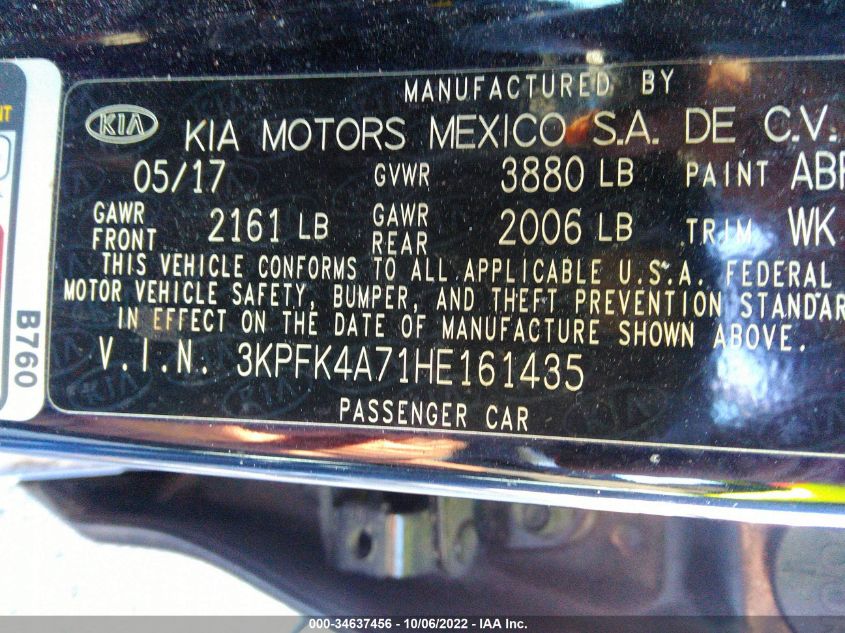 MANUFACTURED BY
KIA KIA MOTORS MEXICO S.A. DE C.V.
05/17 GVWR 3880 LB PAINT
GAWR FRONT 2161 LB GAWR REAR 2006 LB TRIM WK
THIS VEHICLE CONFORMS TO ALL APPLICABLE U.S.A. FEDERAL
MOTOR VEHICLE SAFETY, BUMPER, AND THEFT PREVENTION STANDAR
IN EFFECT ON THE DATE OF MANUFACTURE SHOWN ABOVE.
V.I.N. 3KPFK4A71HE161435
PASSENGER CAR
B760
000-34637456 - 10/06/2022 - IAA Inc.